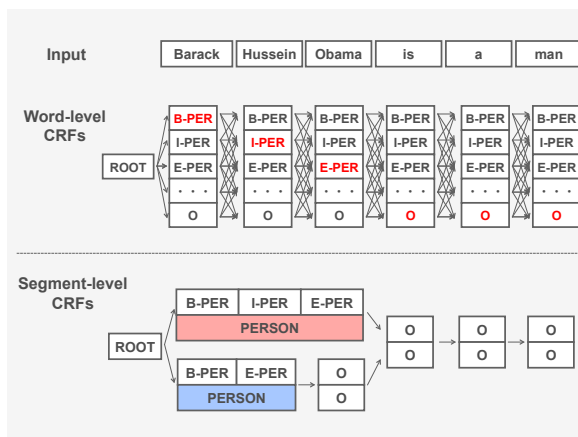 Input Barack Hussein Obama is a man
Word-level CRFs
B-PER B-PER B-PER B-PER B-PER B-PER
I-PER I-PER I-PER I-PER I-PER I-PER
ROOT E-PER E-PER E-PER E-PER E-PER E-PER
. . . . . . . . . . . . . . . . . .
O O O O O O
Segment-level CRFs
B-PER I-PER E-PER
PERSON
ROOT
O O O
O O O
B-PER E-PER O
PERSON O